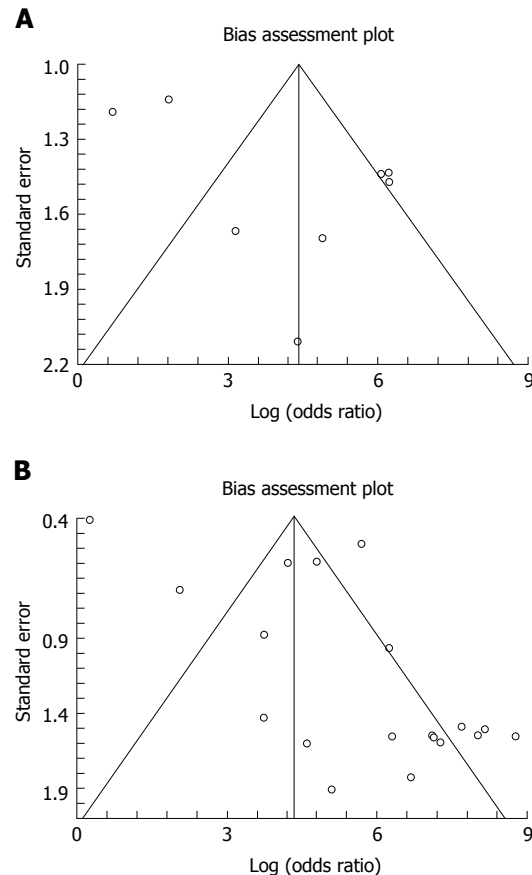 A
Bias assessment plot
1.0
1.3
1.6
1.9
2.2
Standard error
0 3 6 9
Log (odds ratio)
B
Bias assessment plot
0.4
0.9
1.4
1.9
Standard error
0 3 6 9
Log (odds ratio)